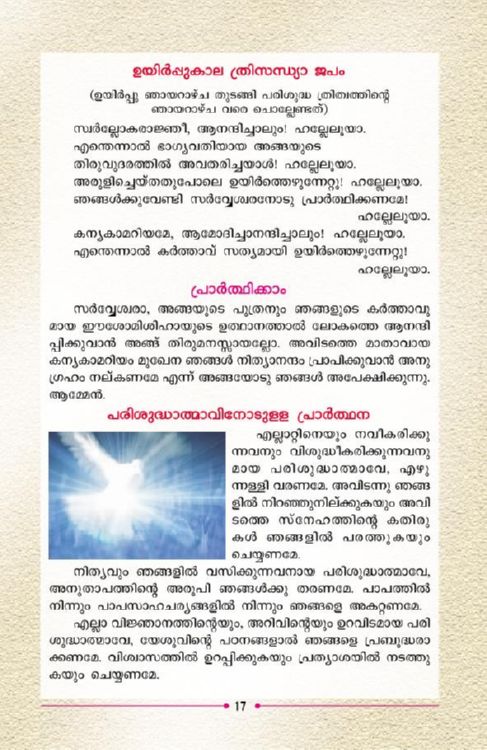 ഉയിർപ്പുകാല ത്രിസന്ധ്യാ ജപം
(ഉയിർപ്പു ഞായറാഴ്ച തുടങ്ങി പരിശുദ്ധ ത്രിത്വത്തിന്റെ
ഞായറാഴ്ച വരെ ചൊല്ലേണ്ടത്)
സ്വർല്ലോകരാജ്ഞീ, ആനന്ദിച്ചാലും! ഹല്ലേലൂയാ.
എന്തെന്നാൽ ഭാഗ്യവതിയായ അങ്ങയുടെ
തിരുവുദരത്തിൽ അവതരിച്ചയാൾ! ഹല്ലേലൂയാ.
അരുളിച്ചെയ്തതുപോലെ ഉയിർത്തെഴുന്നേറ്റു! ഹല്ലേലൂയാ.
ഞങ്ങൾക്കുവേണ്ടി സർവ്വേശ്വരനോടു പ്രാർത്ഥിക്കണമേ!
ഹല്ലേലൂയാ.
കന്യകാമറിയമേ, ആമോദിച്ചാനന്ദിച്ചാലും! ഹല്ലേലൂയാ.
എന്തെന്നാൽ കർത്താവ് സത്യമായി ഉയിർത്തെഴുന്നേറ്റു!
ഹല്ലേലൂയാ.
പ്രാർത്ഥിക്കാം
സർവ്വേശ്വരാ, അങ്ങയുടെ പുത്രനും ഞങ്ങളുടെ കർത്താവു
മായ ഈശോമിശിഹായുടെ ഉത്ഥാനത്താൽ ലോകത്തെ ആനന്ദി
പ്പിക്കുവാൻ അങ്ങ് തിരുമനസ്സായല്ലോ. അവിടത്തെ മാതാവായ
കന്യകാമറിയം മുഖേന ഞങ്ങൾ നിത്യാനന്ദം പ്രാപിക്കുവാൻ അനു
ഗ്രഹം നല്കണമേ എന്ന് അങ്ങയോടു ഞങ്ങൾ അപേക്ഷിക്കുന്നു.
ആമ്മേൻ.
പരിശുദ്ധാത്മാവിനോടുളള പ്രാർത്ഥന
എല്ലാറ്റിനെയും നവീകരിക്കു
ന്നവനും വിശുദ്ധീകരിക്കുന്നവനു
മായ പരിശുദ്ധാത്മാവേ, എഴു
ന്നള്ളി വരണമേ. അവിടന്നു ഞങ്ങ
ളിൽ നിറഞ്ഞുനില്ക്കുകയും അവി
ടത്തെ സ്നേഹത്തിന്റെ കതിരു
കൾ ഞങ്ങളിൽ പരത്തുകയും
ചെയ്യണമേ.
നിത്യവും ഞങ്ങളിൽ വസിക്കുന്നവനായ പരിശുദ്ധാത്മാവേ,
അനുതാപത്തിന്റെ അരൂപി ഞങ്ങൾക്കു തരണമേ. പാപത്തിൽ
നിന്നും പാപസാഹചര്യങ്ങളിൽ നിന്നും ഞങ്ങളെ അകറ്റണമേ.
എല്ലാ വിജ്ഞാനത്തിന്റെയും, അറിവിന്റെയും ഉറവിടമായ പരി
ശുദ്ധാത്മാവേ, യേശുവിന്റെ പഠനങ്ങളാൽ ഞങ്ങളെ പ്രബുദ്ധരാ
ക്കണമേ. വിശ്വാസത്തിൽ ഉറപ്പിക്കുകയും പ്രത്യാശയിൽ നടത്തു
കയും ചെയ്യണമേ.
17